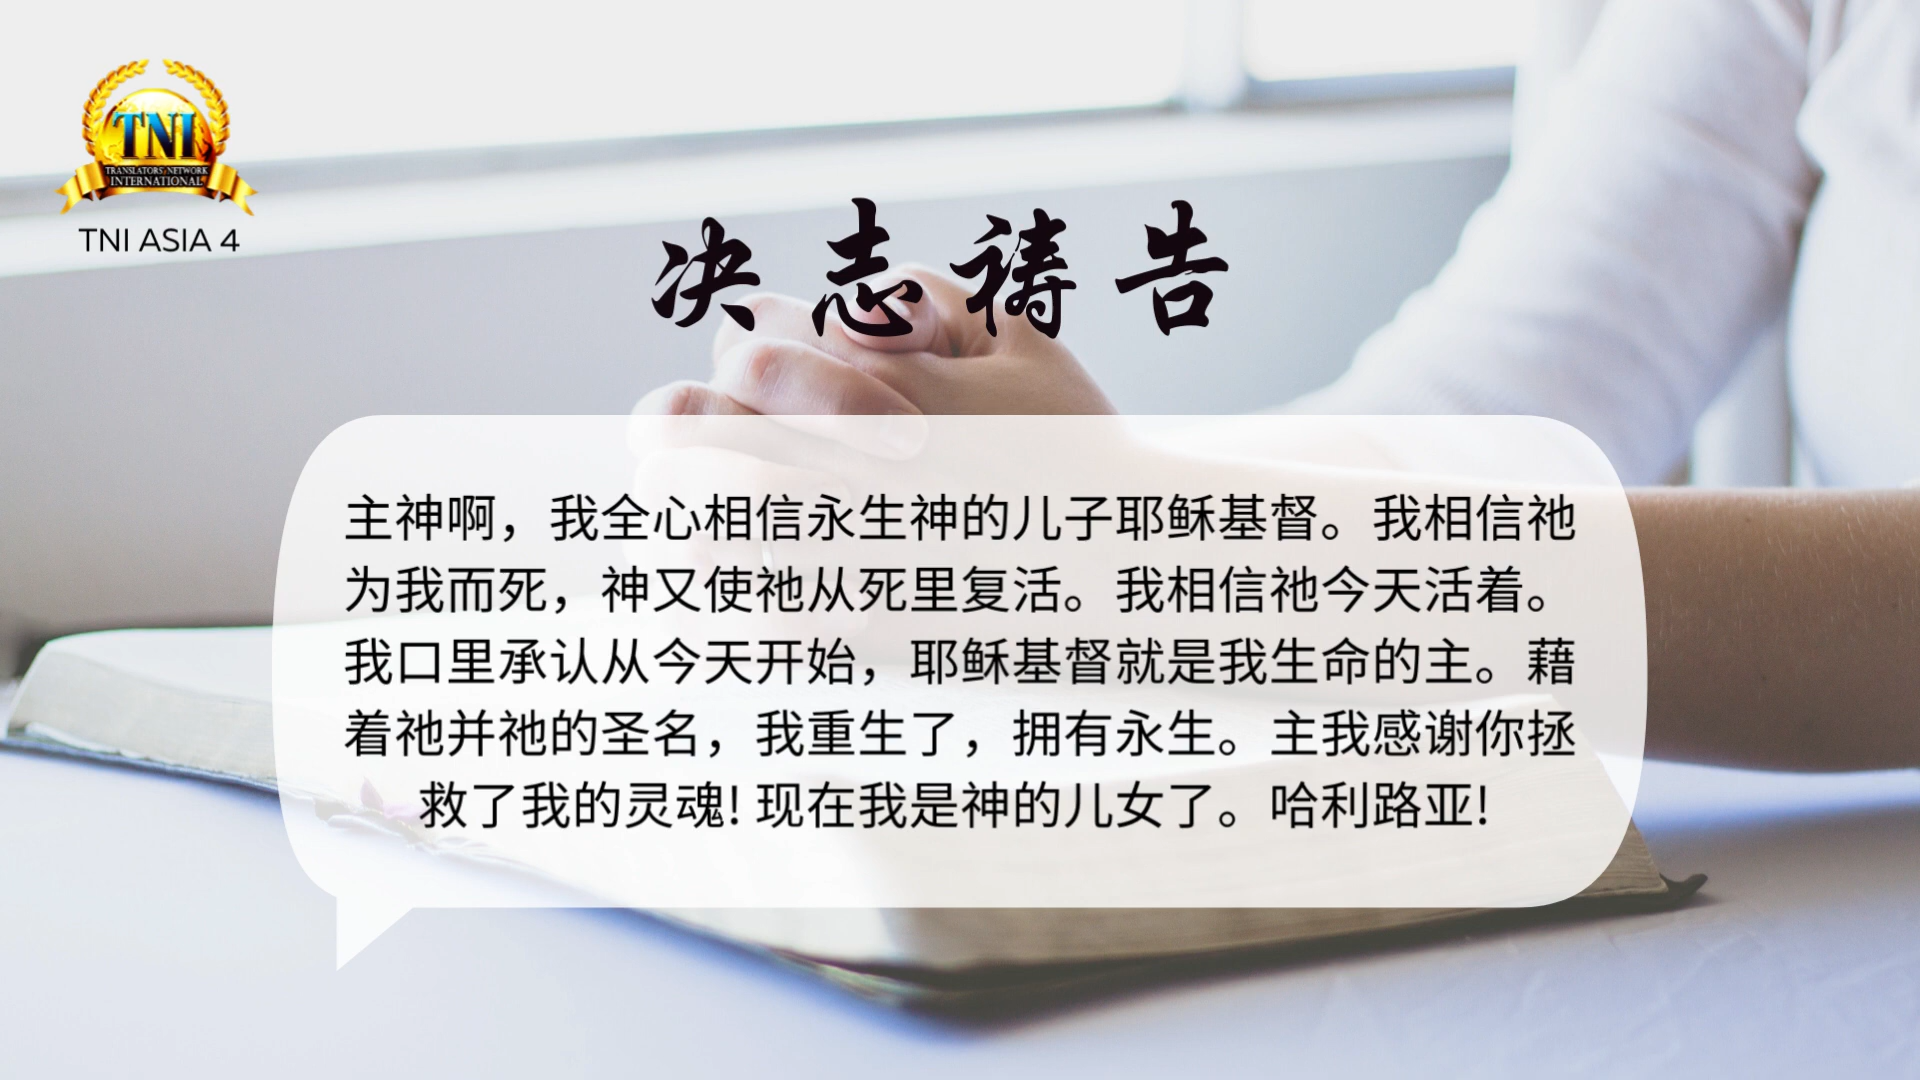 TNI
TRANSLATORS NETWORK
INTERNATIONAL
TNI ASIA 4
决志祷告
主神啊，我全心相信永生神的儿子耶稣基督。我相信祂
为我而死，神又使祂从死里复活。我相信祂今天活着。
我口里承认从今天开始，耶稣基督就是我生命的主。藉
着祂并祂的圣名，我重生了，拥有永生。主我感谢你拯
救了我的灵魂! 现在我是神的儿女了。哈利路亚!